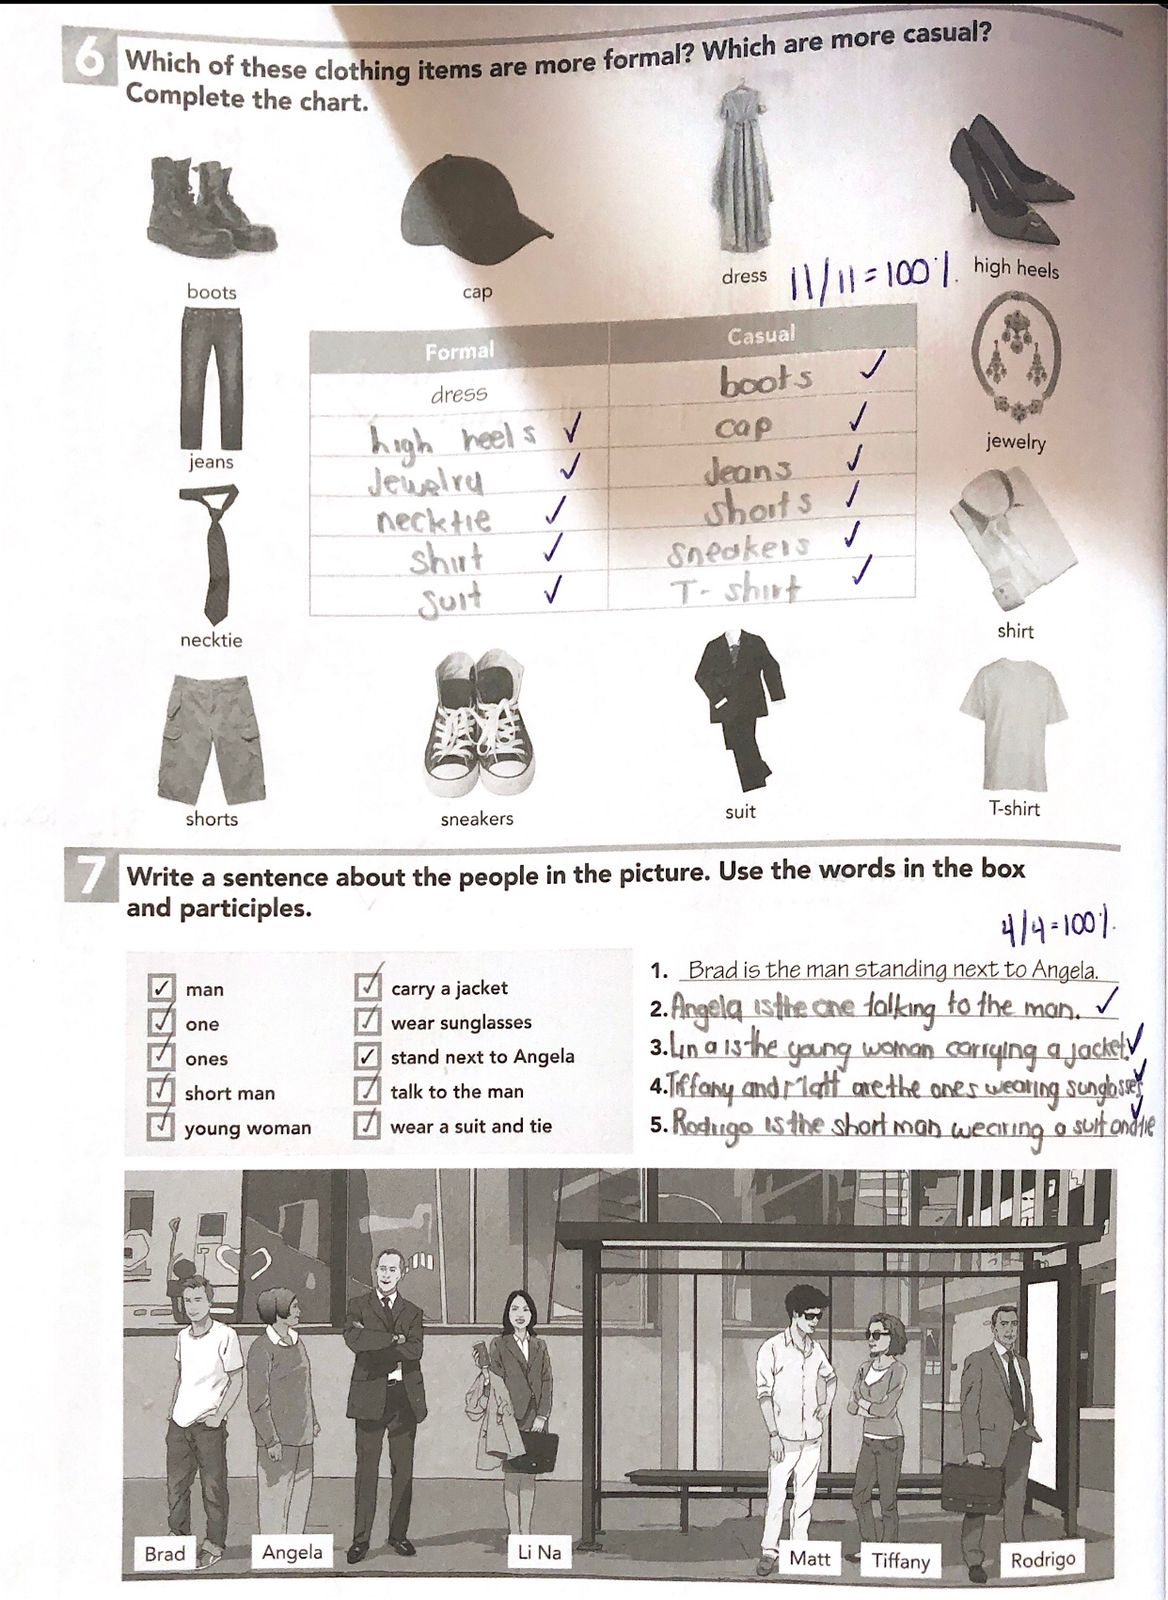 6 Which of these clothing items are more formal? Which are more casual?
Complete the chart.
boots
cap
dress
11/11=100%.
high heels
jeans
jewelry
Formal Casual
dress boots ✓
high heels ✓ cap ✓
Jewelry ✓ Jeans ✓
necktie ✓ shorts ✓
shirt ✓ sneakers ✓
suit ✓ T-shirt ✓
necktie
shirt
shorts
sneakers
suit
T-shirt
7 Write a sentence about the people in the picture. Use the words in the box
and participles.
4/4=100%.
✓ man
✓ one
✓ ones
✓ short man
✓ young woman
✓ carry a jacket
✓ wear sunglasses
✓ stand next to Angela
✓ talk to the man
✓ wear a suit and tie
1. Brad is the man standing next to Angela.
2. Angela is the one talking to the man. ✓
3. Lin a is the young woman carrying a jacket. ✓
4. Tiffany and Matt are the ones wearing sunglasses ✓
5. Rodrigo is the short man wearing a suit and tie ✓
Brad
Angela
Li Na
Matt
Tiffany
Rodrigo